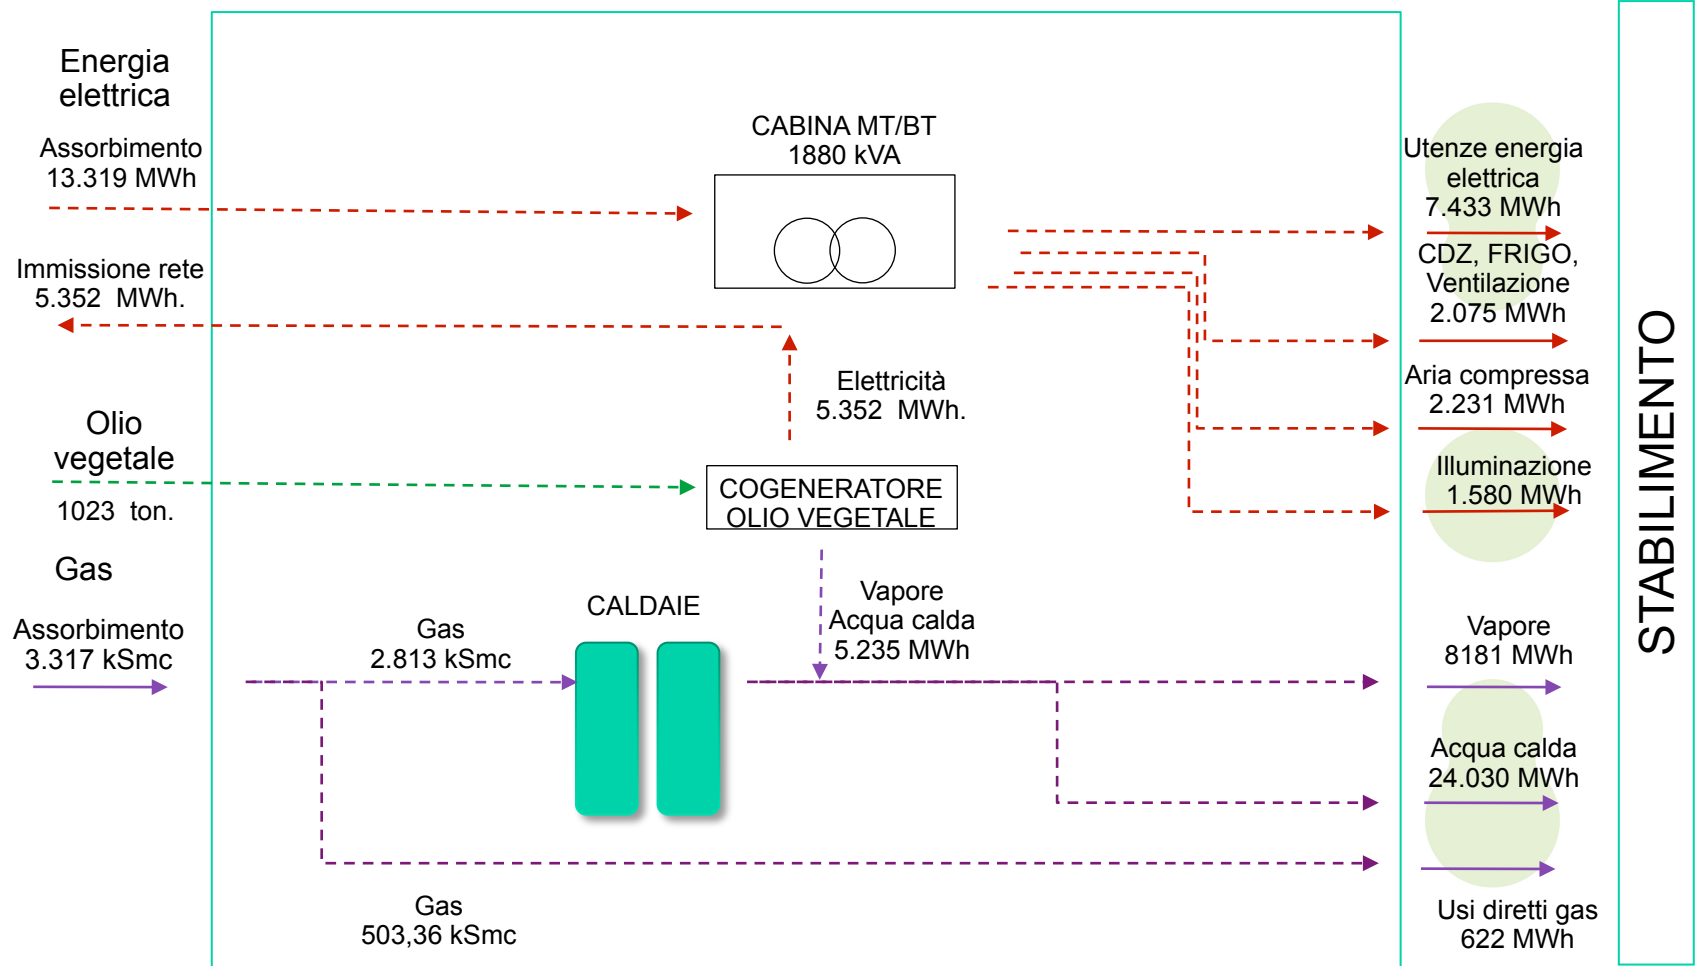 Energia
elettrica
Assorbimento
13.319 MWh
Immissione rete
5.352 MWh.
Olio
vegetale
1023 ton.
Gas
Assorbimento
3.317 kSmc
CABINA MT/BT
1880 kVA
Elettricità
5.352 MWh.
COGENERATORE
OLIO VEGETALE
CALDAIE
Gas
2.813 kSmc
Vapore
Acqua calda
5.235 MWh
Gas
503,36 kSmc
Utenze energia
elettrica
7.433 MWh
CDZ, FRIGO,
Ventilazione
2.075 MWh
Aria compressa
2.231 MWh
Illuminazione
1.580 MWh
Vapore
8181 MWh
Acqua calda
24.030 MWh
Usi diretti gas
622 MWh
STABILIMENTO